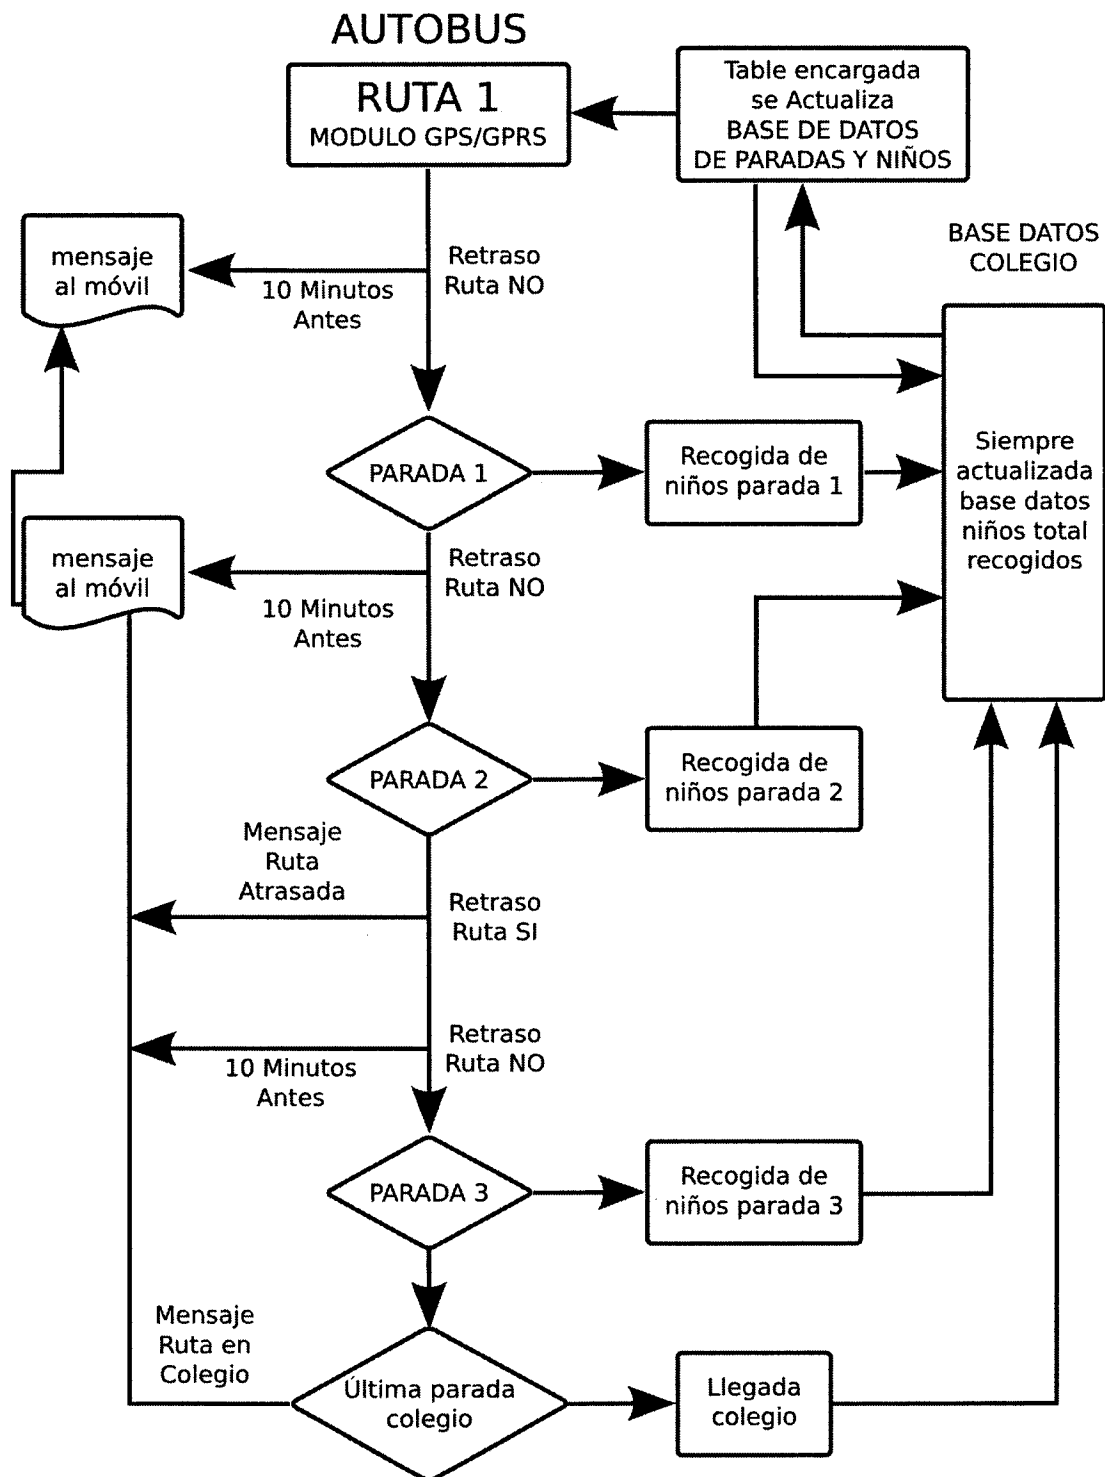 AUTOBUS
RUTA 1
MODULO GPS/GPRS
Table encargada
se Actualiza
BASE DE DATOS
DE PARADAS Y NIÑOS
BASE DATOS
COLEGIO
mensaje
al móvil
10 Minutos
Antes
Retraso
Ruta NO
PARADA 1
Recogida de
niños parada 1
Siempre
actualizada
base datos
niños total
recogidos
mensaje
al móvil
10 Minutos
Antes
Retraso
Ruta NO
PARADA 2
Recogida de
niños parada 2
Mensaje
Ruta
Atrasada
Retraso
Ruta SI
10 Minutos
Antes
Retraso
Ruta NO
PARADA 3
Recogida de
niños parada 3
Mensaje
Ruta en
Colegio
Última parada
colegio
Llegada
colegio